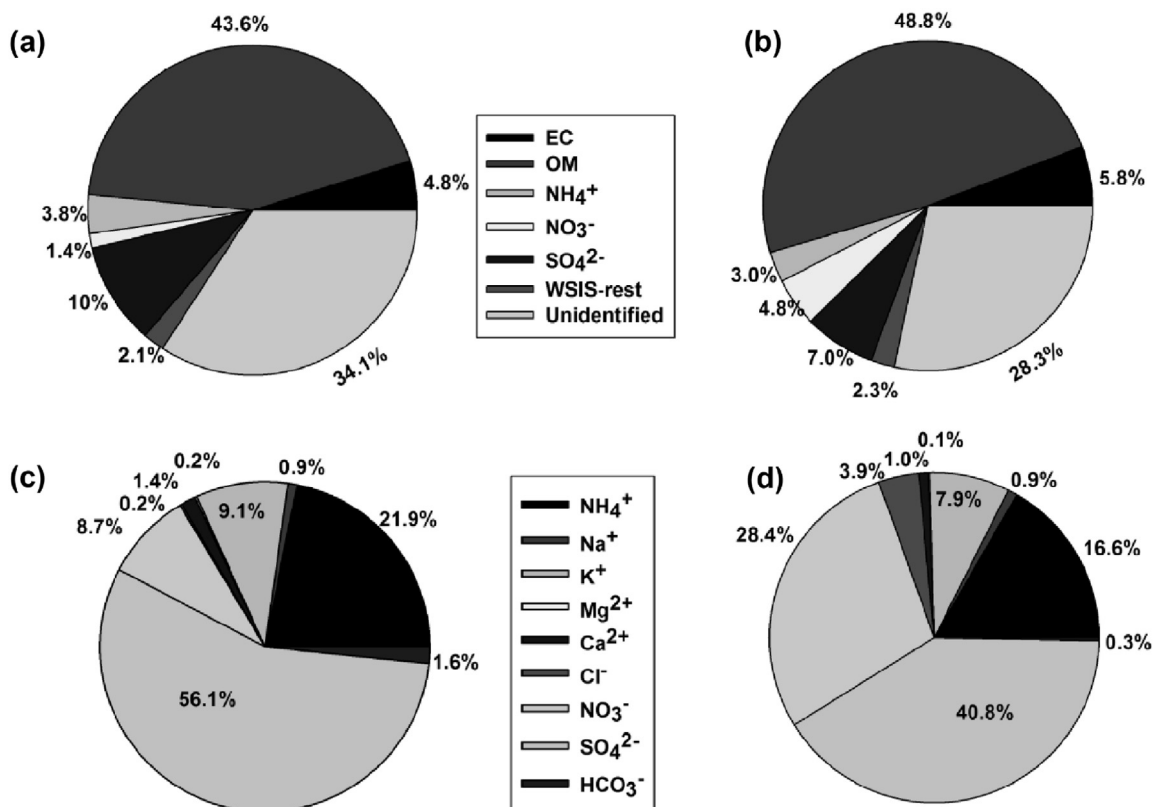 (a)
43.6%
4.8%
3.8%
1.4%
10%
2.1%
34.1%
EC
OM
NH4+
NO3-
SO42-
WSIS-rest
Unidentified
(b)
48.8%
5.8%
3.0%
4.8%
7.0%
2.3%
28.3%
(c)
0.2%
0.9%
1.4%
0.2%
9.1%
21.9%
8.7%
56.1%
1.6%
NH4+
Na+
K+
Mg2+
Ca2+
Cl-
NO3-
SO42-
HCO3-
(d)
0.1%
3.9%
1.0%
0.9%
7.9%
28.4%
16.6%
0.3%
40.8%